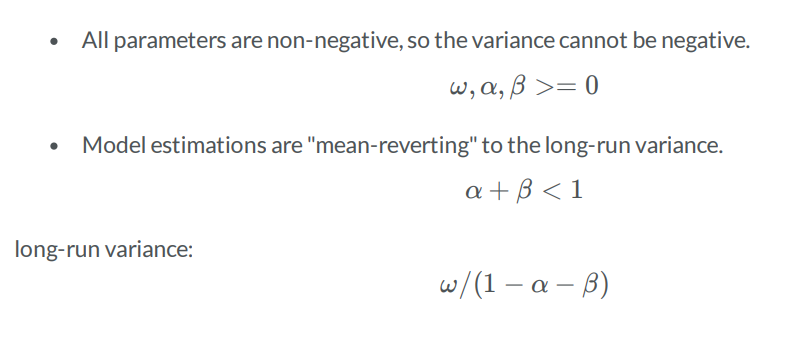 • All parameters are non-negative, so the variance cannot be negative.
ω, α, β >= 0
• Model estimations are "mean-reverting" to the long-run variance.
α + β < 1
long-run variance:
ω/(1 − α − β)